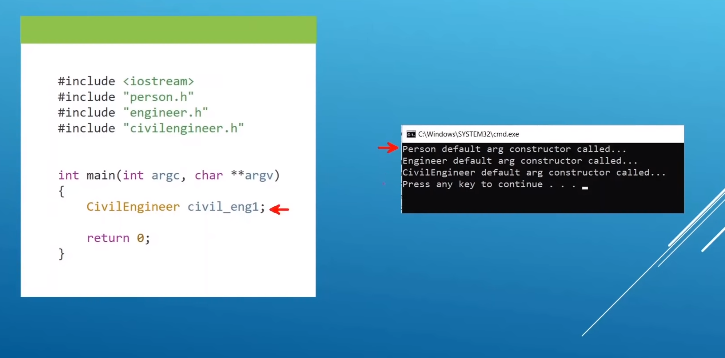 #include <iostream>
#include "person.h"
#include "engineer.h"
#include "civilengineer.h"
int main(int argc, char **argv)
{
CivilEngineer civil_eng1;
return 0;
}
C:\Windows\SYSTEM32\cmd.exe
Person default arg constructor called...
Engineer default arg constructor called...
CivilEngineer default arg constructor called...
Press any key to continue . . .